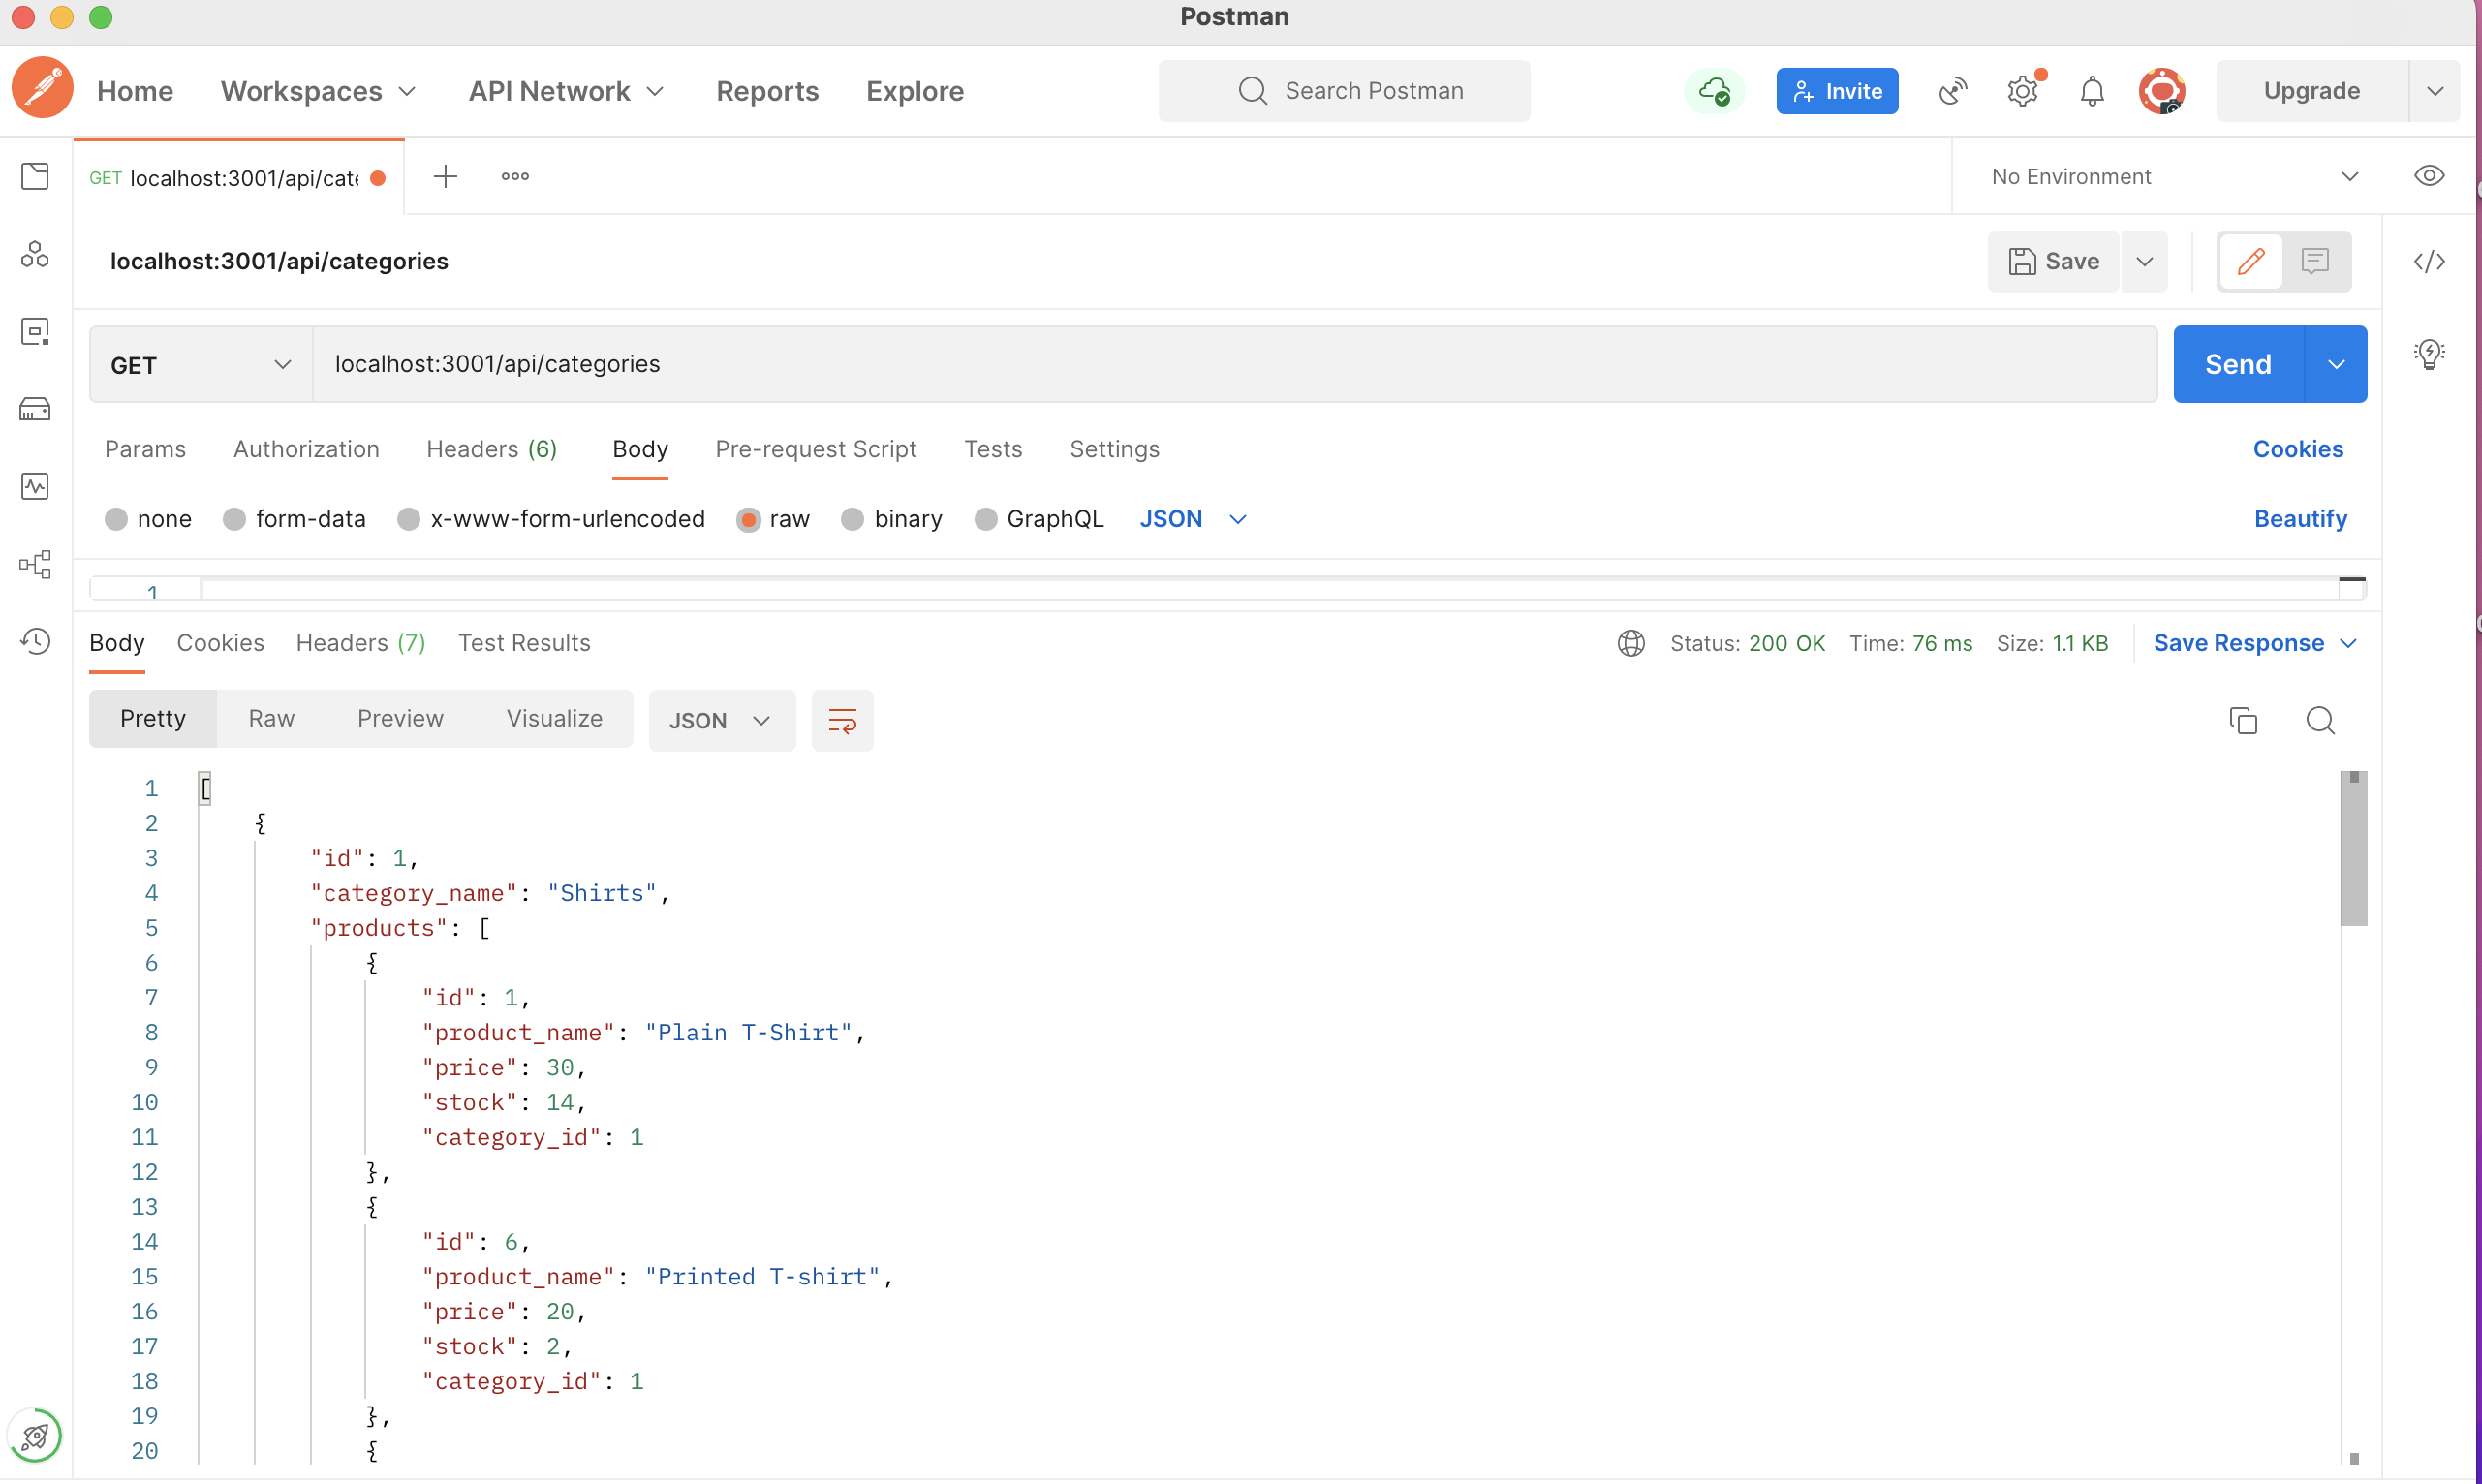 Postman
Home Workspaces API Network Reports Explore Search Postman Invite Upgrade
GET localhost:3001/api/cate No Environment
localhost:3001/api/categories Save
GET localhost:3001/api/categories Send
Params Authorization Headers (6) Body Pre-request Script Tests Settings Cookies
none form-data x-www-form-urlencoded raw binary GraphQL JSON Beautify
1
Body Cookies Headers (7) Test Results Status: 200 OK Time: 76 ms Size: 1.1 KB Save Response
Pretty Raw Preview Visualize JSON
1 [
2 {
3 "id": 1,
4 "category_name": "Shirts",
5 "products": [
6 {
7 "id": 1,
8 "product_name": "Plain T-Shirt",
9 "price": 30,
10 "stock": 14,
11 "category_id": 1
12 },
13 {
14 "id": 6,
15 "product_name": "Printed T-shirt",
16 "price": 20,
17 "stock": 2,
18 "category_id": 1
19 },
20 {